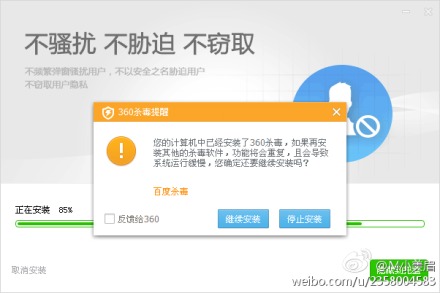 不骚扰 不胁迫 不窃取
不频繁弹窗骚扰用户，不以安全之名胁迫用户
不窃取用户隐私
360杀毒提醒
您的计算机中已经安装了360杀毒，如果再安
装其他的杀毒软件，功能将会重复，且会导致
系统运行缓慢，您确定还要继续安装吗？
百度杀毒
反馈给360
继续安装
停止安装
正在安装 85%
取消安装
weibo.com/u/2358004583